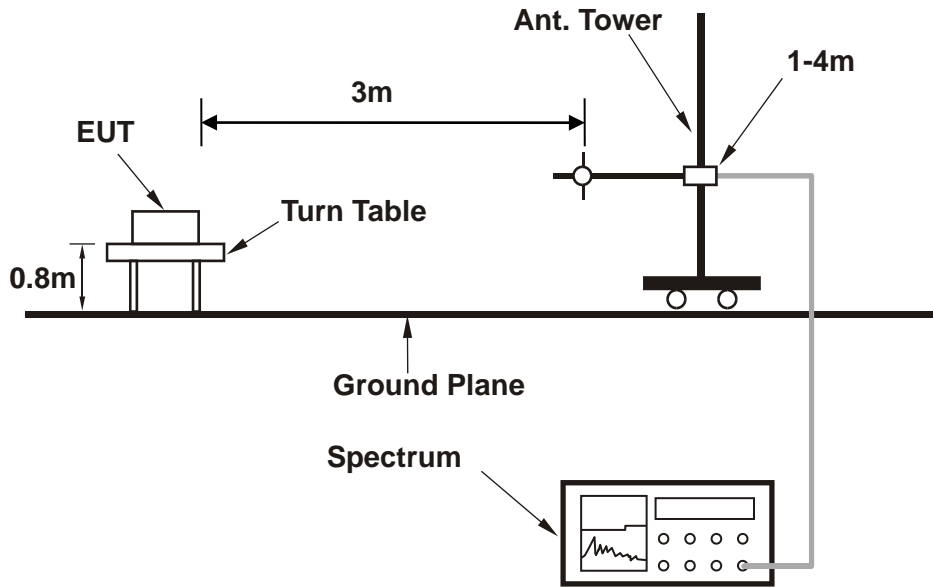 Ant. Tower
1-4m
3m
EUT
Turn Table
0.8m
Ground Plane
Spectrum